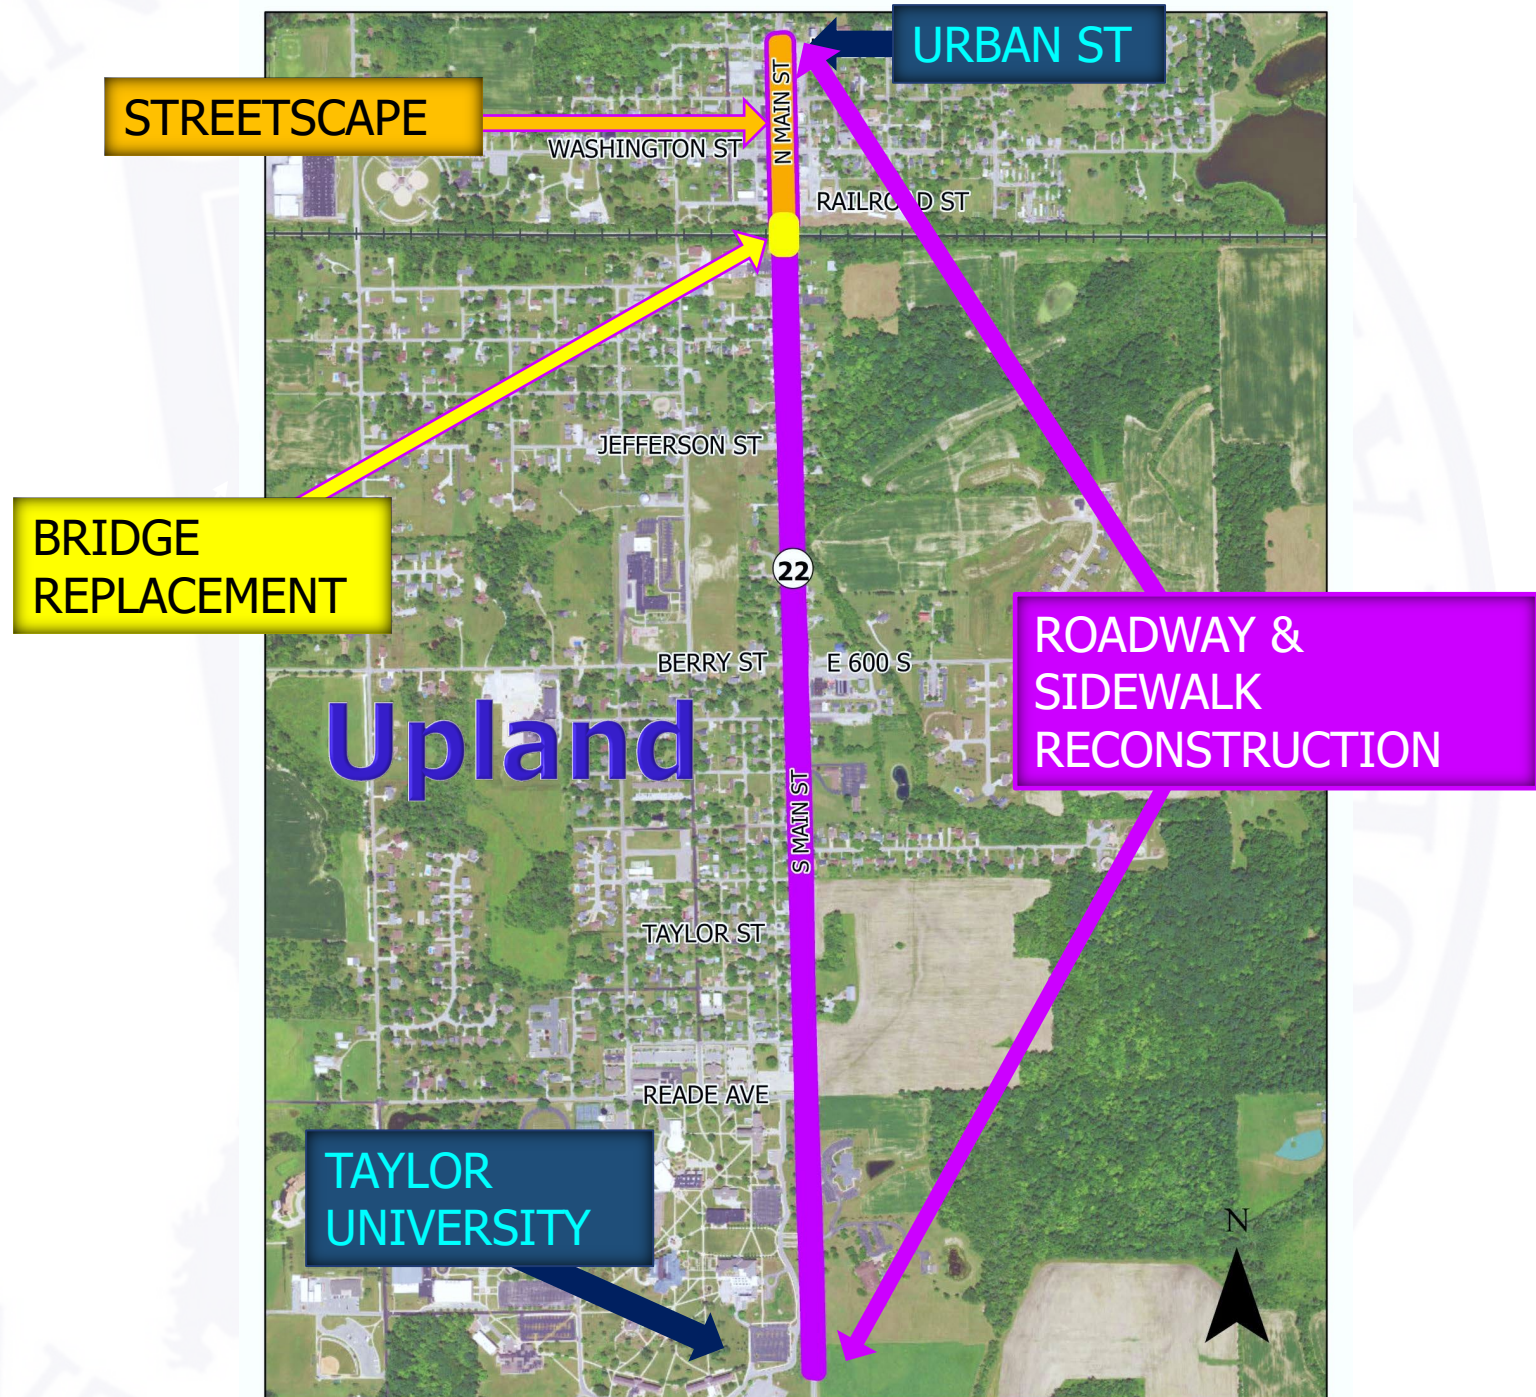 URBAN ST
STREETSCAPE
N MAIN ST
WASHINGTON ST
RAILRO D ST
JEFFERSON ST
BRIDGE
REPLACEMENT
22
ROADWAY &
SIDEWALK
RECONSTRUCTION
BERRY ST
E 600 S
Upland
S MAIN ST
TAYLOR ST
READE AVE
TAYLOR
UNIVERSITY
N